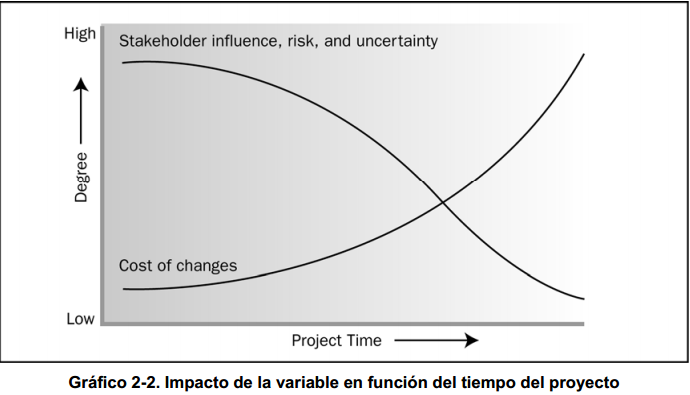 High
Stakeholder influence, risk, and uncertainty
Degree
Cost of changes
Low
Project Time
Gráfico 2-2. Impacto de la variable en función del tiempo del proyecto